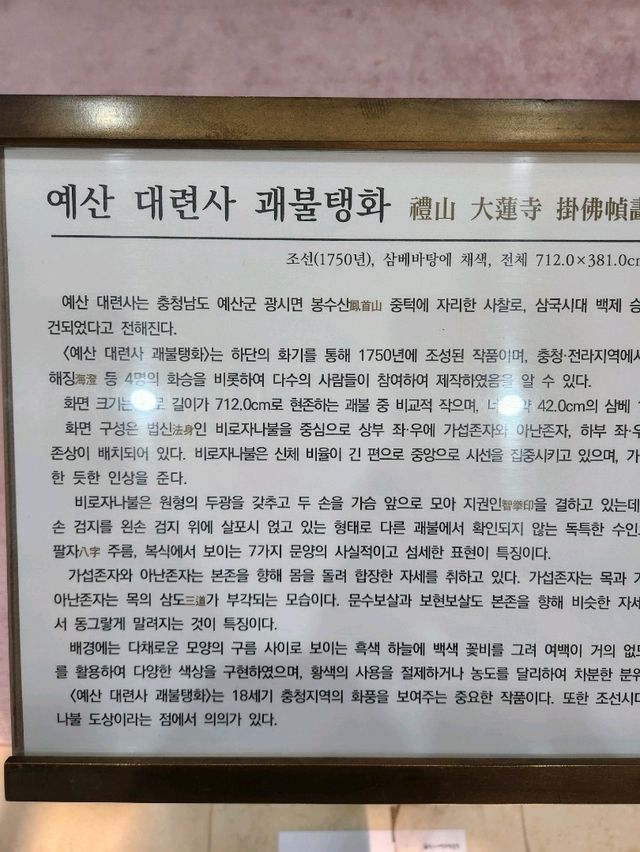 예산 대련사 괘불탱화 禮山 大蓮寺 掛佛幀畵
조선(1750년), 삼베바탕에 채색, 전체 712.0×381.0cm
예산 대련사는 충청남도 예산군 광시면 봉수산鳳首山 중턱에 자리한 사찰로, 삼국시대 백제 승
건되었다고 전해진다.
〈예산 대련사 괘불탱화〉는 하단의 화기를 통해 1750년에 조성된 작품이며, 충청·전라지역에서
해징海澄 등 4명의 화승을 비롯하여 다수의 사람들이 참여하여 제작하였음을 알 수 있다.
화면 크기는 길이가 712.0cm로 현존하는 괘불 중 비교적 작으며, 42.0cm의 삼베
화면 구성은 법신法身인 비로자나불을 중심으로 상부 좌·우에 가섭존자와 아난존자, 하부 좌·우
존상이 배치되어 있다. 비로자나불은 신체 비율이 긴 편으로 중앙으로 시선을 집중시키고 있으며, 가
한 듯한 인상을 준다.
비로자나불은 원형의 두광을 갖추고 두 손을 가슴 앞으로 모아 지권인智拳印을 결하고 있는데
손 검지를 왼손 검지 위에 살포시 얹고 있는 형태로 다른 괘불에서 확인되지 않는 독특한 수인
팔자八字 주름, 복식에서 보이는 7가지 문양의 사실적이고 섬세한 표현이 특징이다.
가섭존자와 아난존자는 본존을 향해 몸을 돌려 합장한 자세를 취하고 있다. 가섭존자는 목과 가
아난존자는 목의 삼도三道가 부각되는 모습이다. 문수보살과 보현보살도 본존을 향해 비슷한 자세
서 동그랗게 말려지는 것이 특징이다.
배경에는 다채로운 모양의 구름 사이로 보이는 흑색 하늘에 백색 꽃비를 그려 여백이 거의 없
를 활용하여 다양한 색상을 구현하였으며, 황색의 사용을 절제하거나 농도를 달리하여 차분한 분위
〈예산 대련사 괘불탱화〉는 18세기 충청지역의 화풍을 보여주는 중요한 작품이다. 또한 조선시대
나불 도상이라는 점에서 의의가 있다.